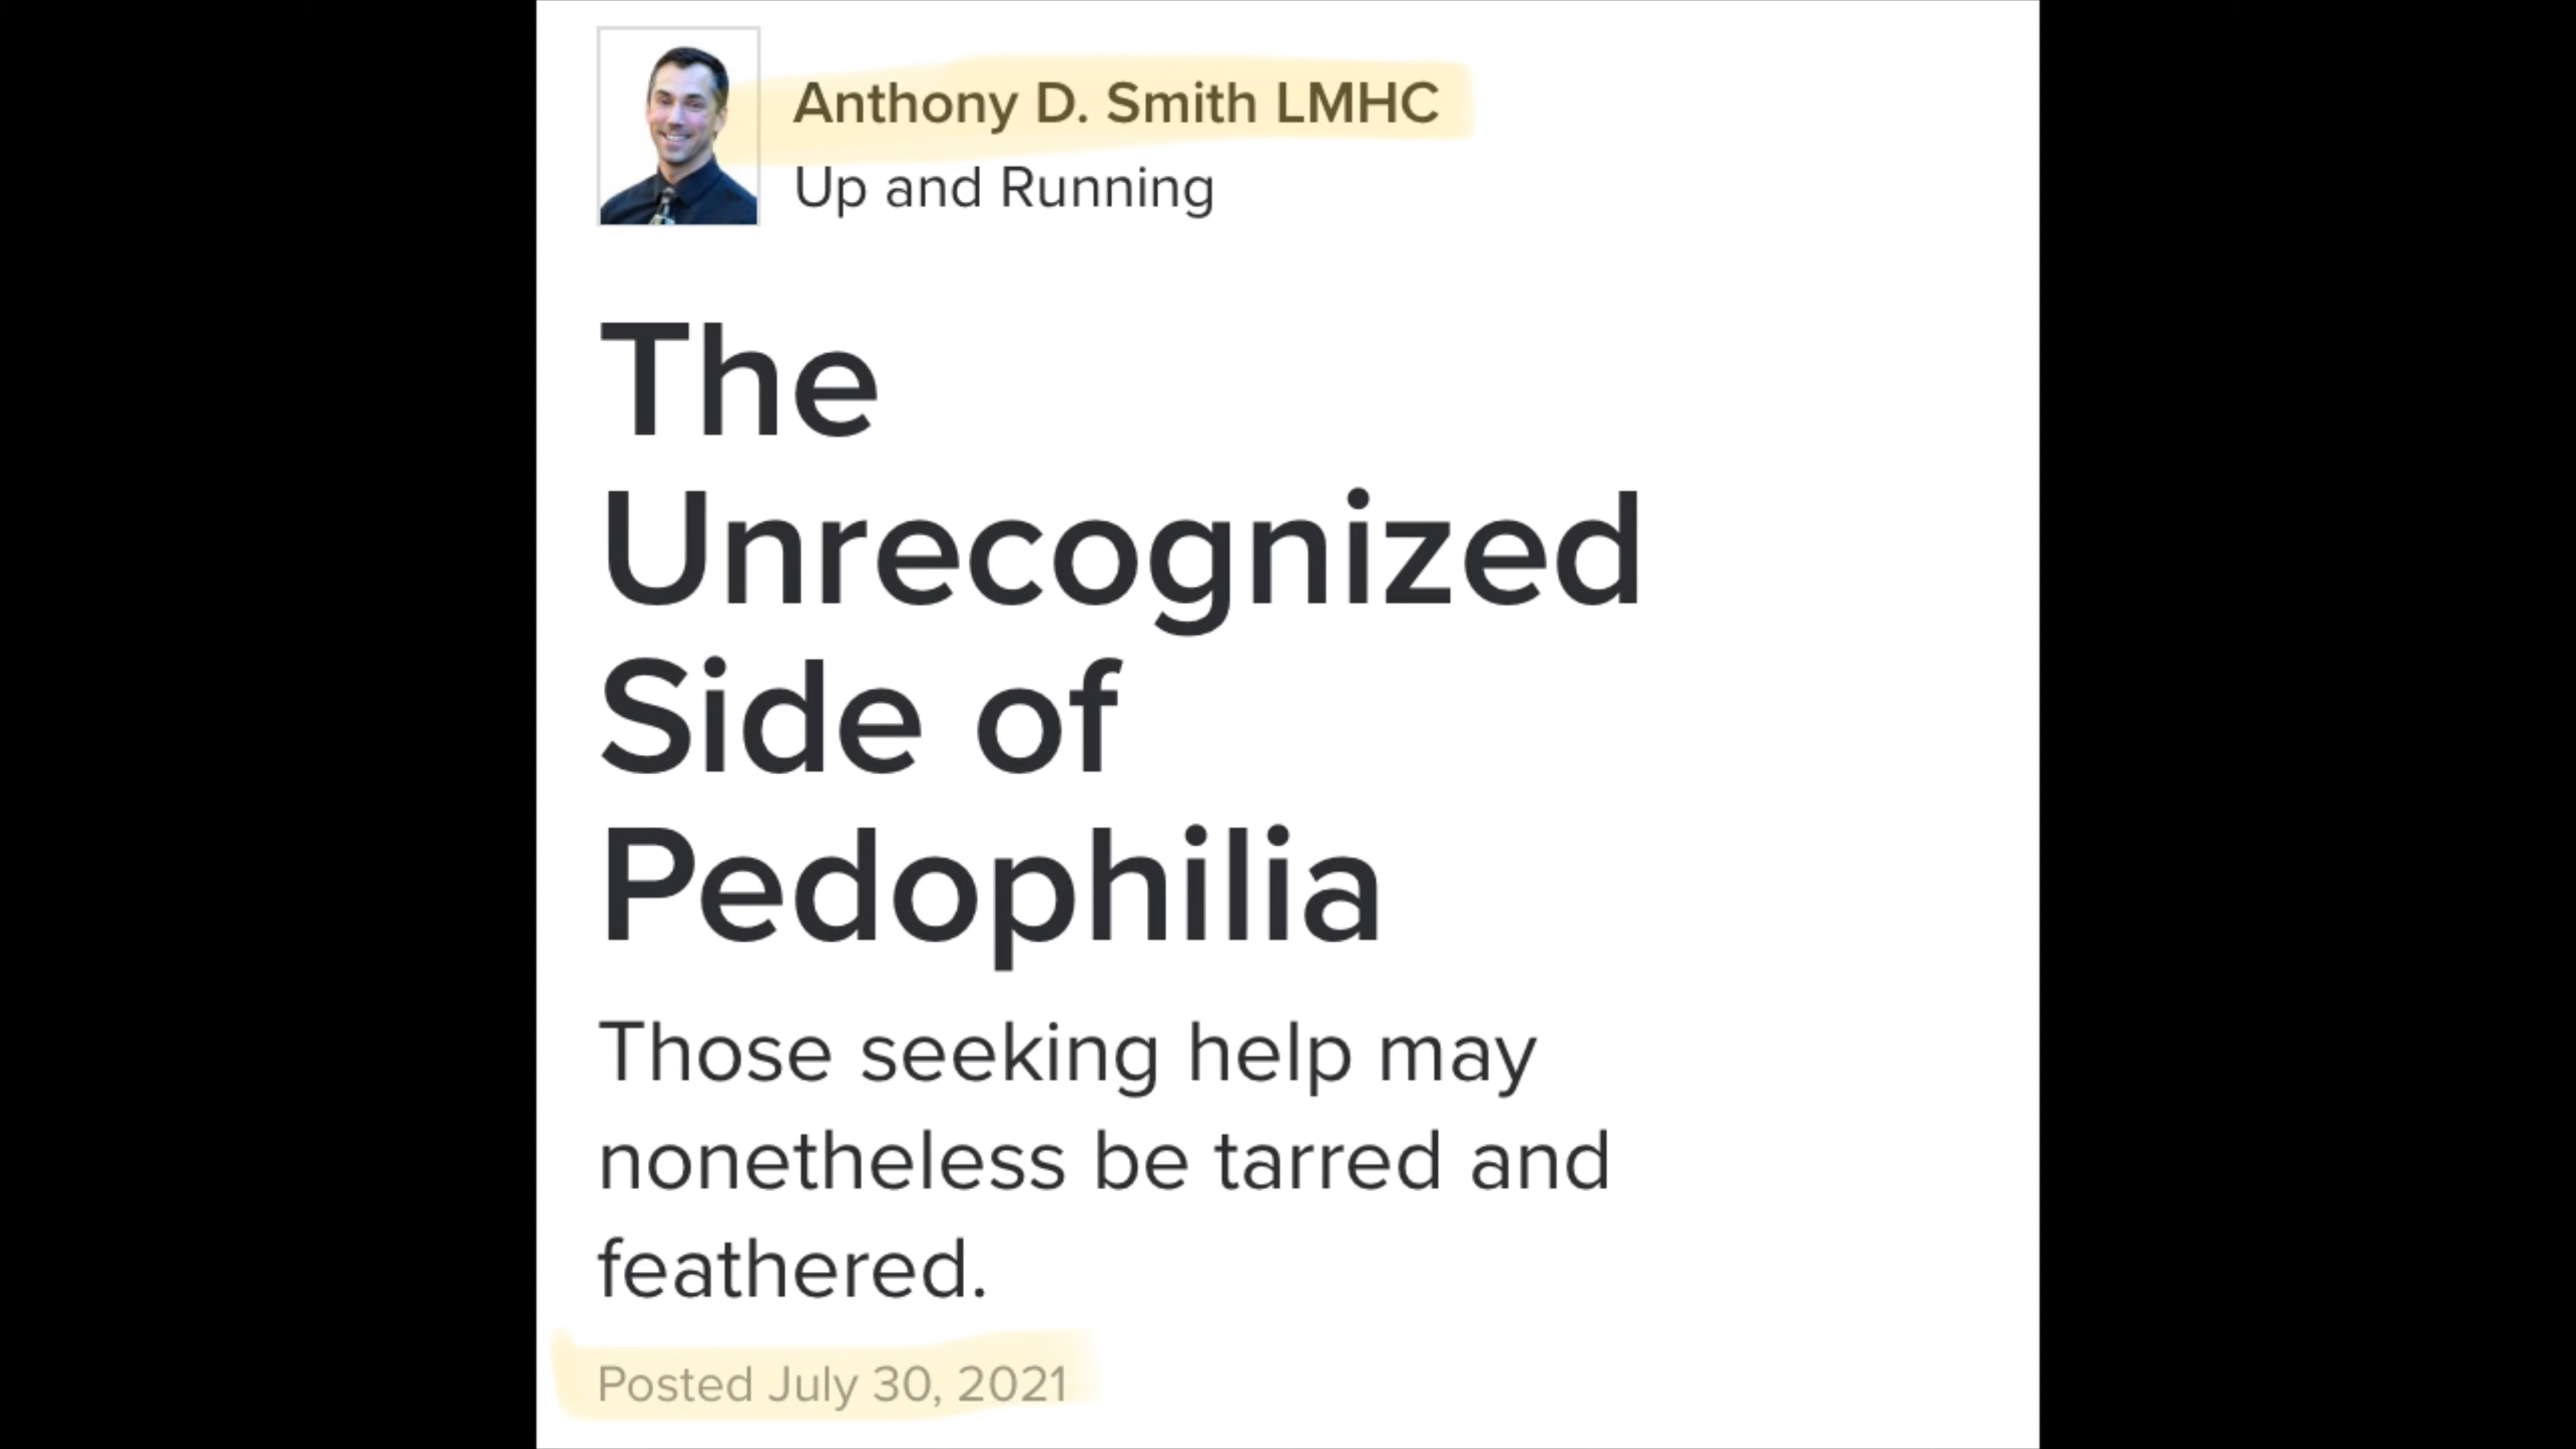 Anthony D. Smith LMHC
Up and Running
The
Unrecognized
Side of
Pedophilia
Those seeking help may
nonetheless be tarred and
feathered.
Posted July 30, 2021